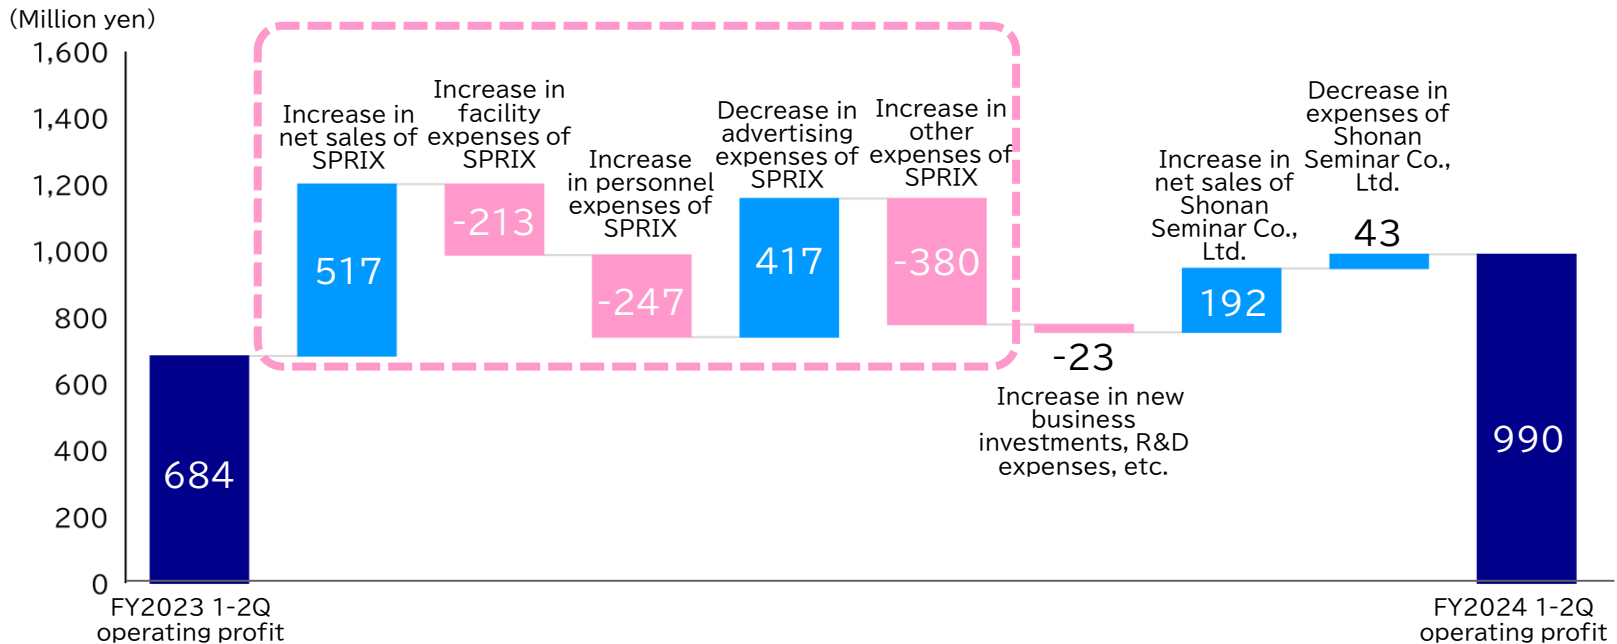 (Million yen)
1,600
1,400
1,200
1,000
800
600
400
200
0
684
FY2023 1-2Q
operating profit
Increase in
net sales of
SPRIX
517
Increase in
facility
expenses of
SPRIX
-213
Increase
in personnel
expenses of
SPRIX
-247
Decrease in
advertising
expenses of
SPRIX
417
Increase in
other
expenses of
SPRIX
-380
-23
Increase in new
business
investments, R&D
expenses, etc.
Increase in
net sales of
Shonan
Seminar Co.,
Ltd.
192
Decrease in
expenses of
Shonan
Seminar Co.,
Ltd.
43
990
FY2024 1-2Q
operating profit